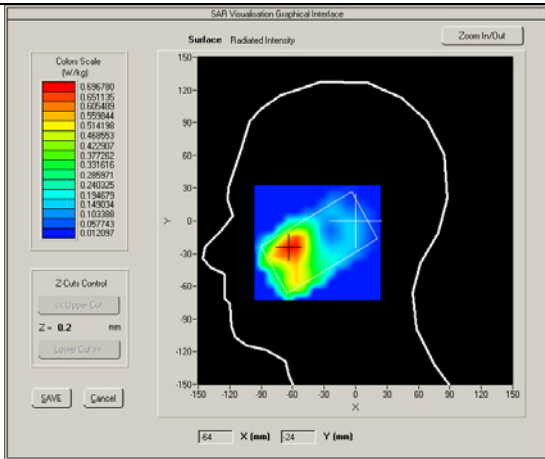 SAR Visualisation Graphical Interface
Surface Radiated Intensity
Zoom In/Out
Colors Scale
(W/kg)
0.696780
0.651135
0.605489
0.559844
0.514198
0.468553
0.422907
0.377262
0.331616
0.285971
0.240325
0.194679
0.149034
0.103388
0.057743
0.012097
150
120
90
60
30
0
-30
-60
-90
-120
-150
Y
-150 -120 -90 -60 -30 0 30 60 90 120 150
X
Z-Cuts Control
<< Upper Cut
Z = 0.2 mm
Lower Cut >>
SAVE Cancel
-64 X (mm) -24 Y (mm)